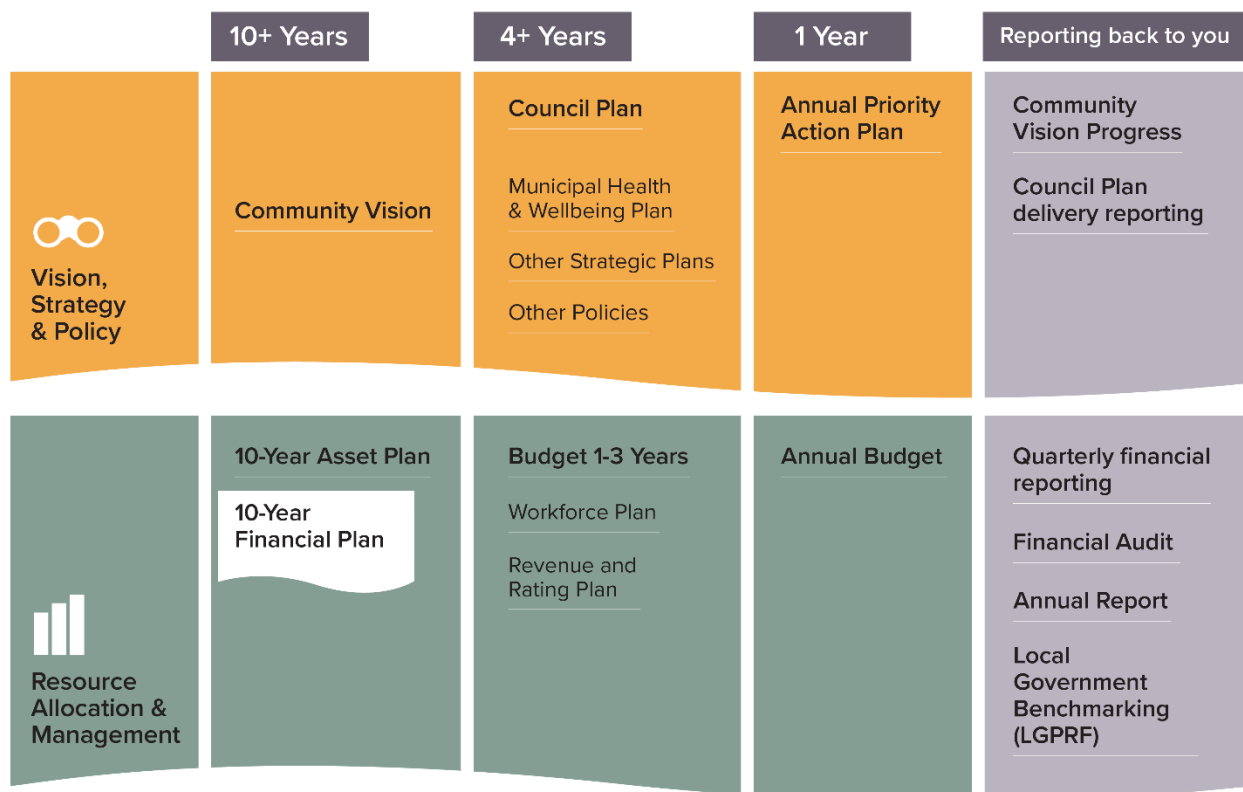 10+ Years
4+ Years
1 Year
Reporting back to you
Vision,
Strategy
& Policy
Community Vision
Council Plan
Municipal Health
& Wellbeing Plan
Other Strategic Plans
Other Policies
Annual Priority
Action Plan
Community
Vision Progress
Council Plan
delivery reporting
Resource
Allocation &
Management
10-Year Asset Plan
10-Year
Financial Plan
Budget 1-3 Years
Workforce Plan
Revenue and
Rating Plan
Annual Budget
Quarterly financial
reporting
Financial Audit
Annual Report
Local
Government
Benchmarking
(LGPRF)